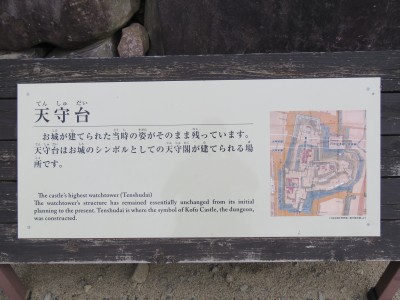 てん しゅ だい
天守台
お城が建てられた当時の姿がそのまま残っています。
天守台はお城のシンボルとしての天守閣が建てられる場
所です。
The castle's highest watchtower (Tenshudai)
The watchtower's structure has remained essentially unchanged from its initial
planning to the present. Tenshudai is where the symbol of Kofu Castle, the dungeon,
was constructed.